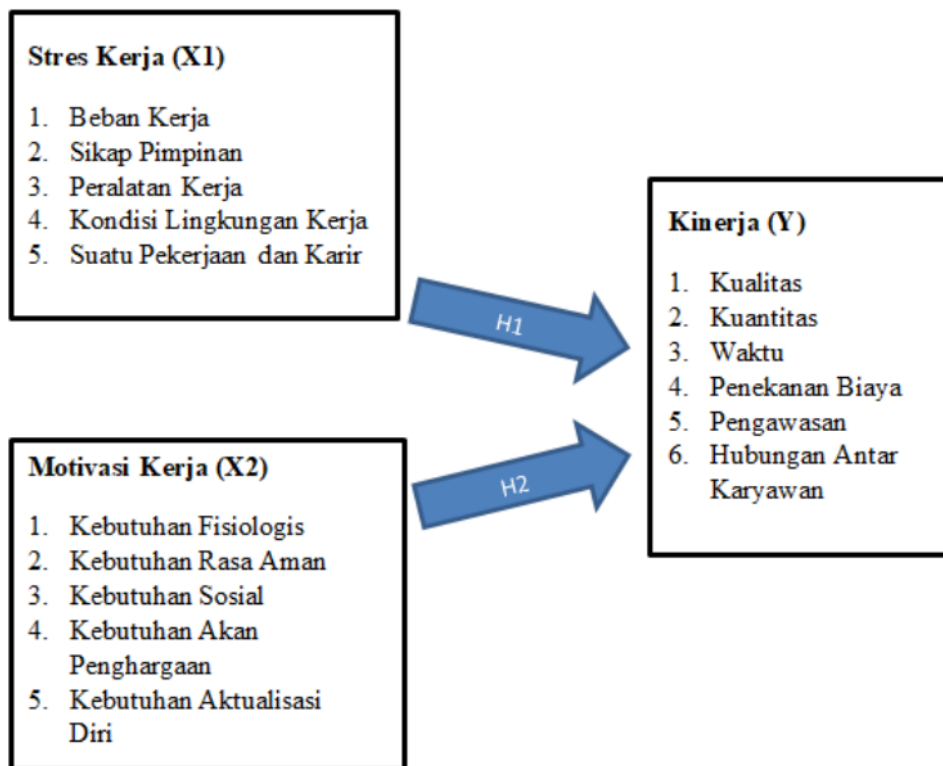 Stres Kerja (X1)
1. Beban Kerja
2. Sikap Pimpinan
3. Peralatan Kerja
4. Kondisi Lingkungan Kerja
5. Suatu Pekerjaan dan Karir
H1
Motivasi Kerja (X2)
1. Kebutuhan Fisiologis
2. Kebutuhan Rasa Aman
3. Kebutuhan Sosial
4. Kebutuhan Akan
Penghargaan
5. Kebutuhan Aktualisasi
Diri
H2
Kinerja (Y)
1. Kualitas
2. Kuantitas
3. Waktu
4. Penekanan Biaya
5. Pengawasan
6. Hubungan Antar
Karyawan